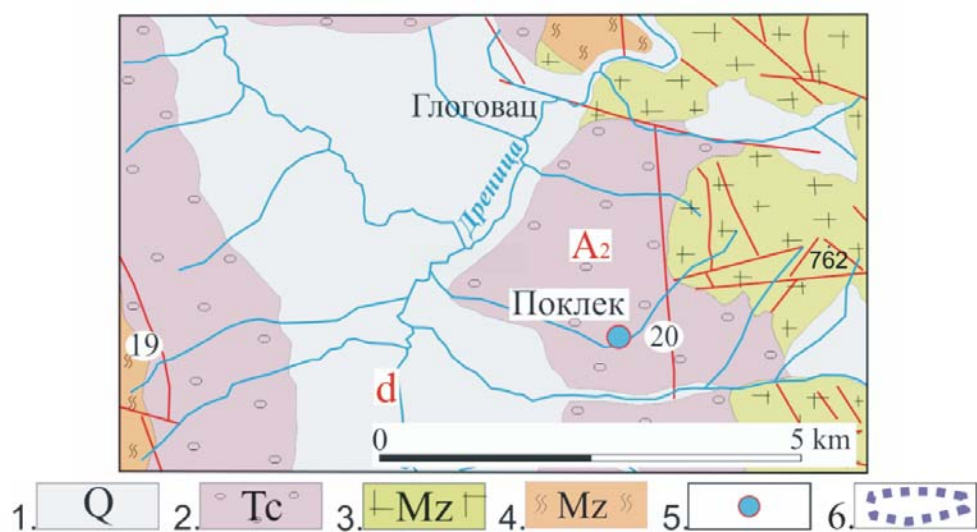 Глоговац
Дреница
A₂
762
Поклек
19
20
d
0 5 km
1. Q 2. Tc 3. Mz 4. Mz 5. 6.